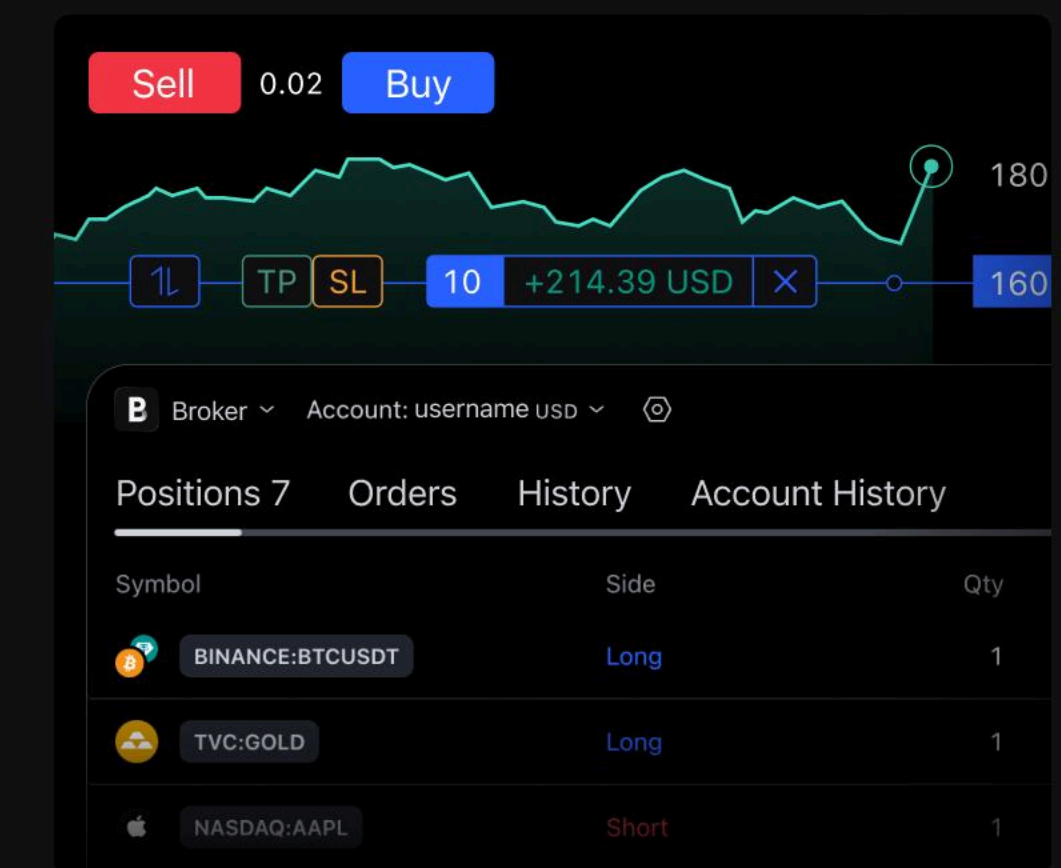 Sell 0.02 Buy
180
TP SL 10 +214.39 USD 160
B Broker Account: username USD
Positions 7 Orders History Account History
Symbol Side Qty
BINANCE:BTCUSDT Long 1
TVC:GOLD Long 1
NASDAQ:AAPL Short 1